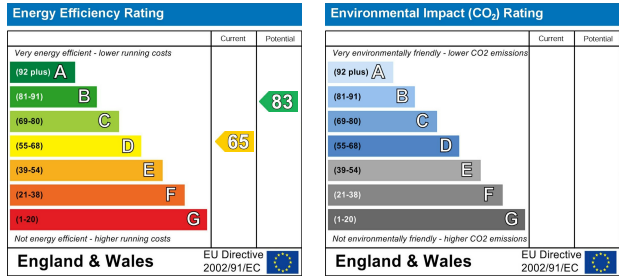 Energy Efficiency Rating
Current Potential
Very energy efficient - lower running costs
(92 plus) A
(81-91) B
83
(69-80) C
(55-68) D
65
(39-54) E
(21-38) F
(1-20) G
Not energy efficient - higher running costs
England & Wales
EU Directive
2002/91/EC
Environmental Impact (CO2) Rating
Current Potential
Very environmentally friendly - lower CO2 emissions
(92 plus) A
(81-91) B
(69-80) C
(55-68) D
(39-54) E
(21-38) F
(1-20) G
Not environmentally friendly - higher CO2 emissions
England & Wales
EU Directive
2002/91/EC